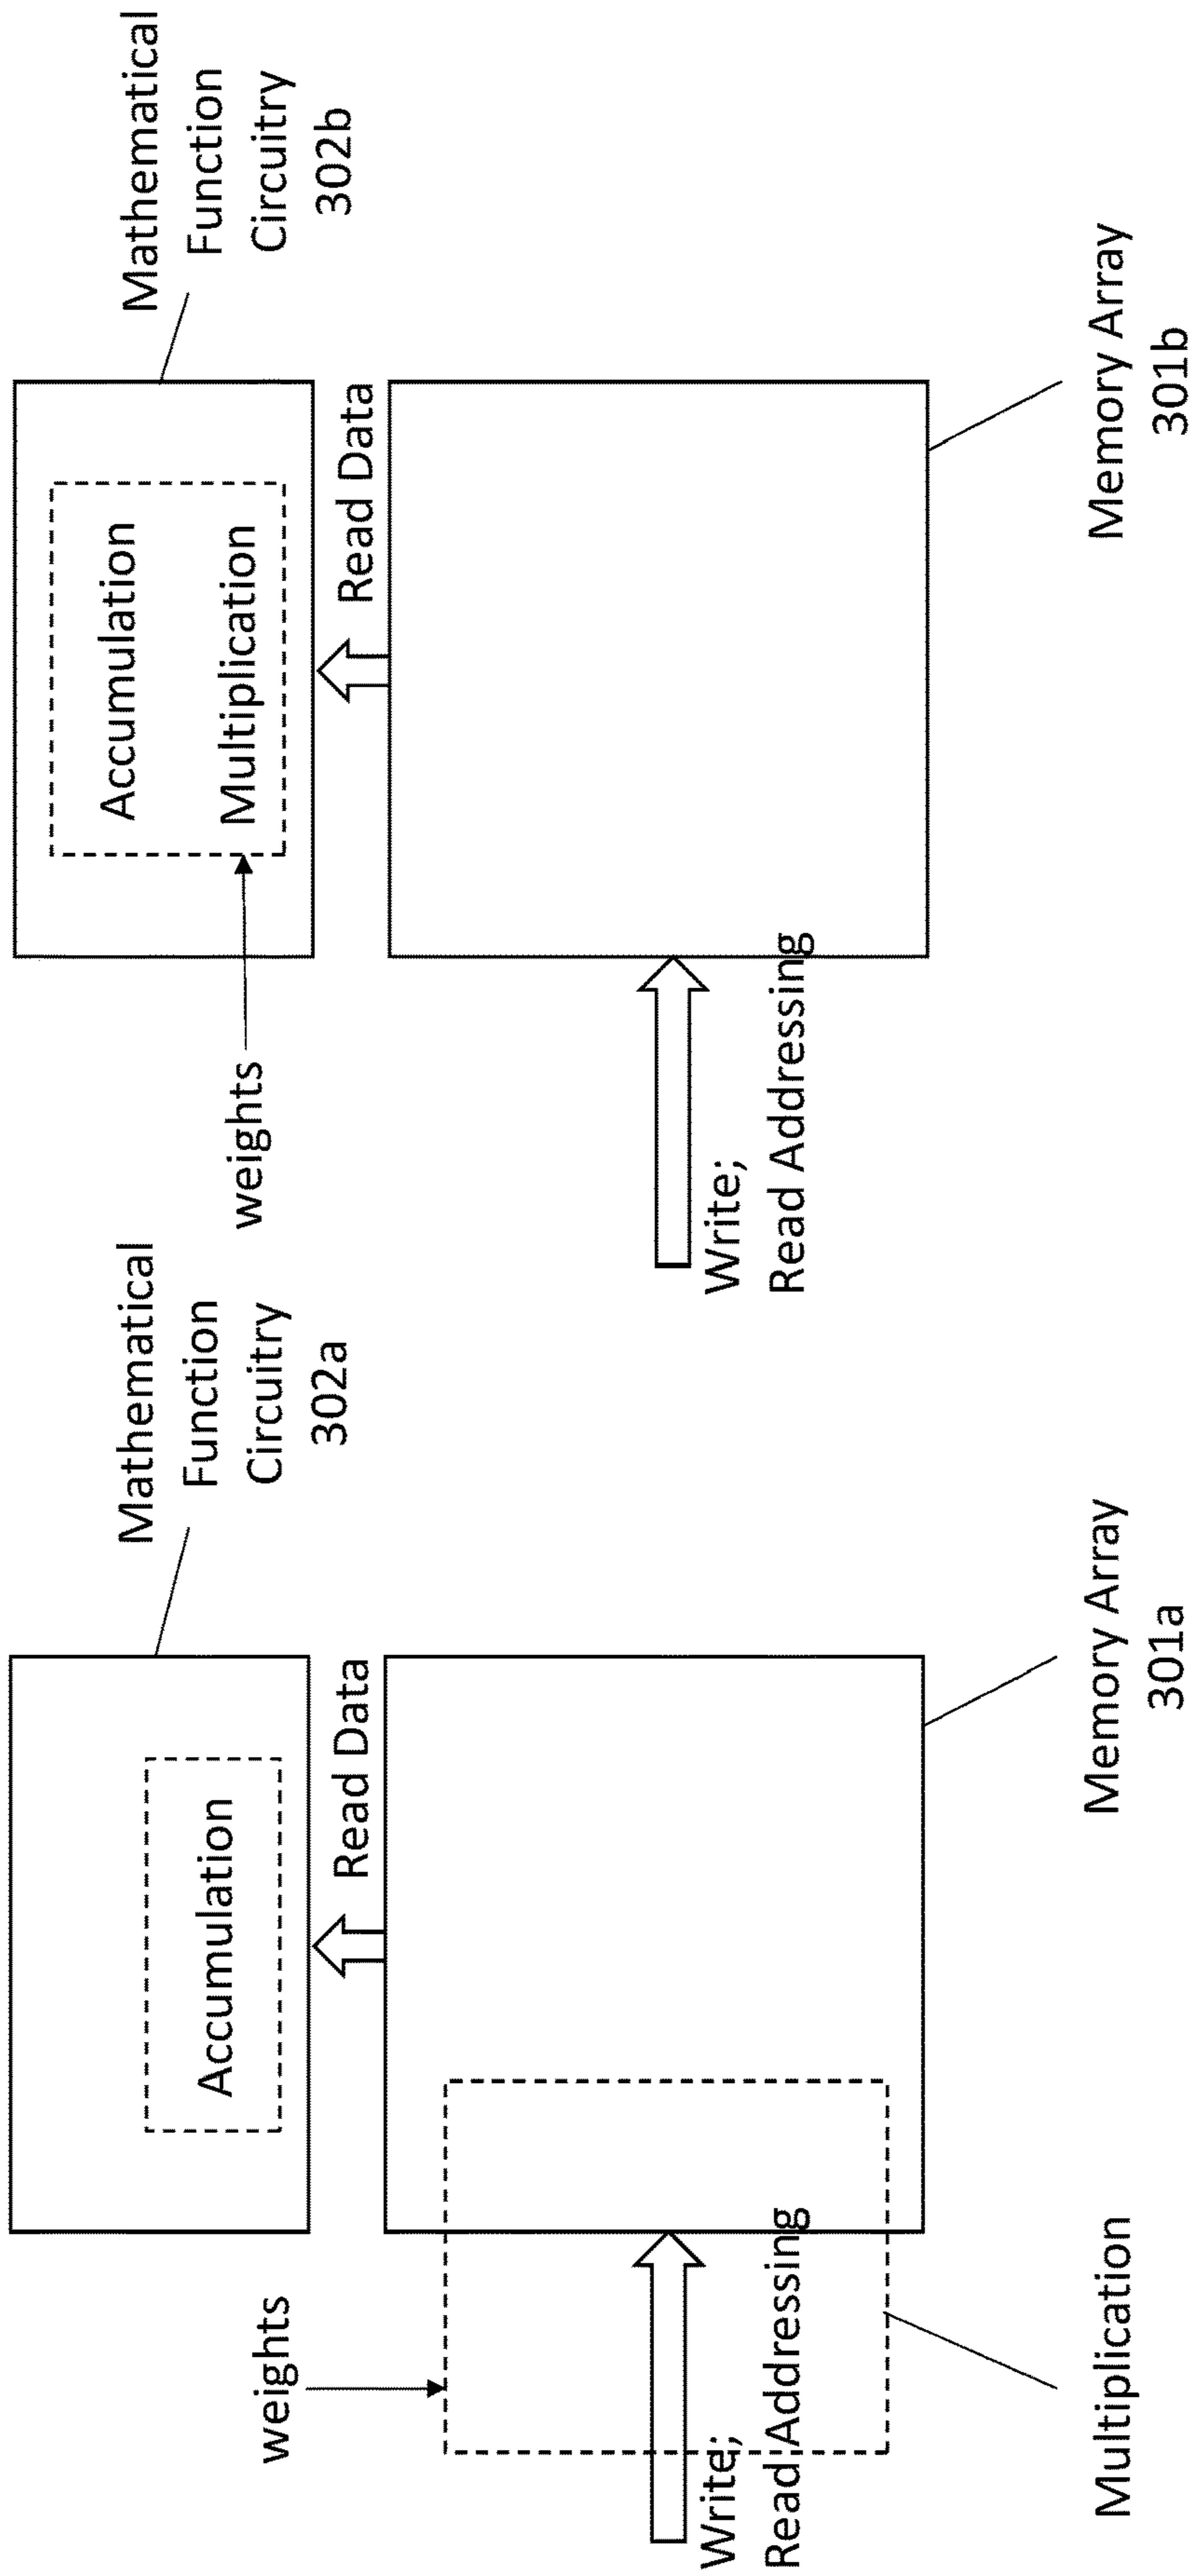 Mathematical
Function
Circuitry
302a
Accumulation
Read Data
weights
Write;
Read Addressing
Multiplication
Memory Array
301a
Mathematical
Function
Circuitry
302b
Accumulation
Multiplication
weights
Read Data
Write;
Read Addressing
Memory Array
301b